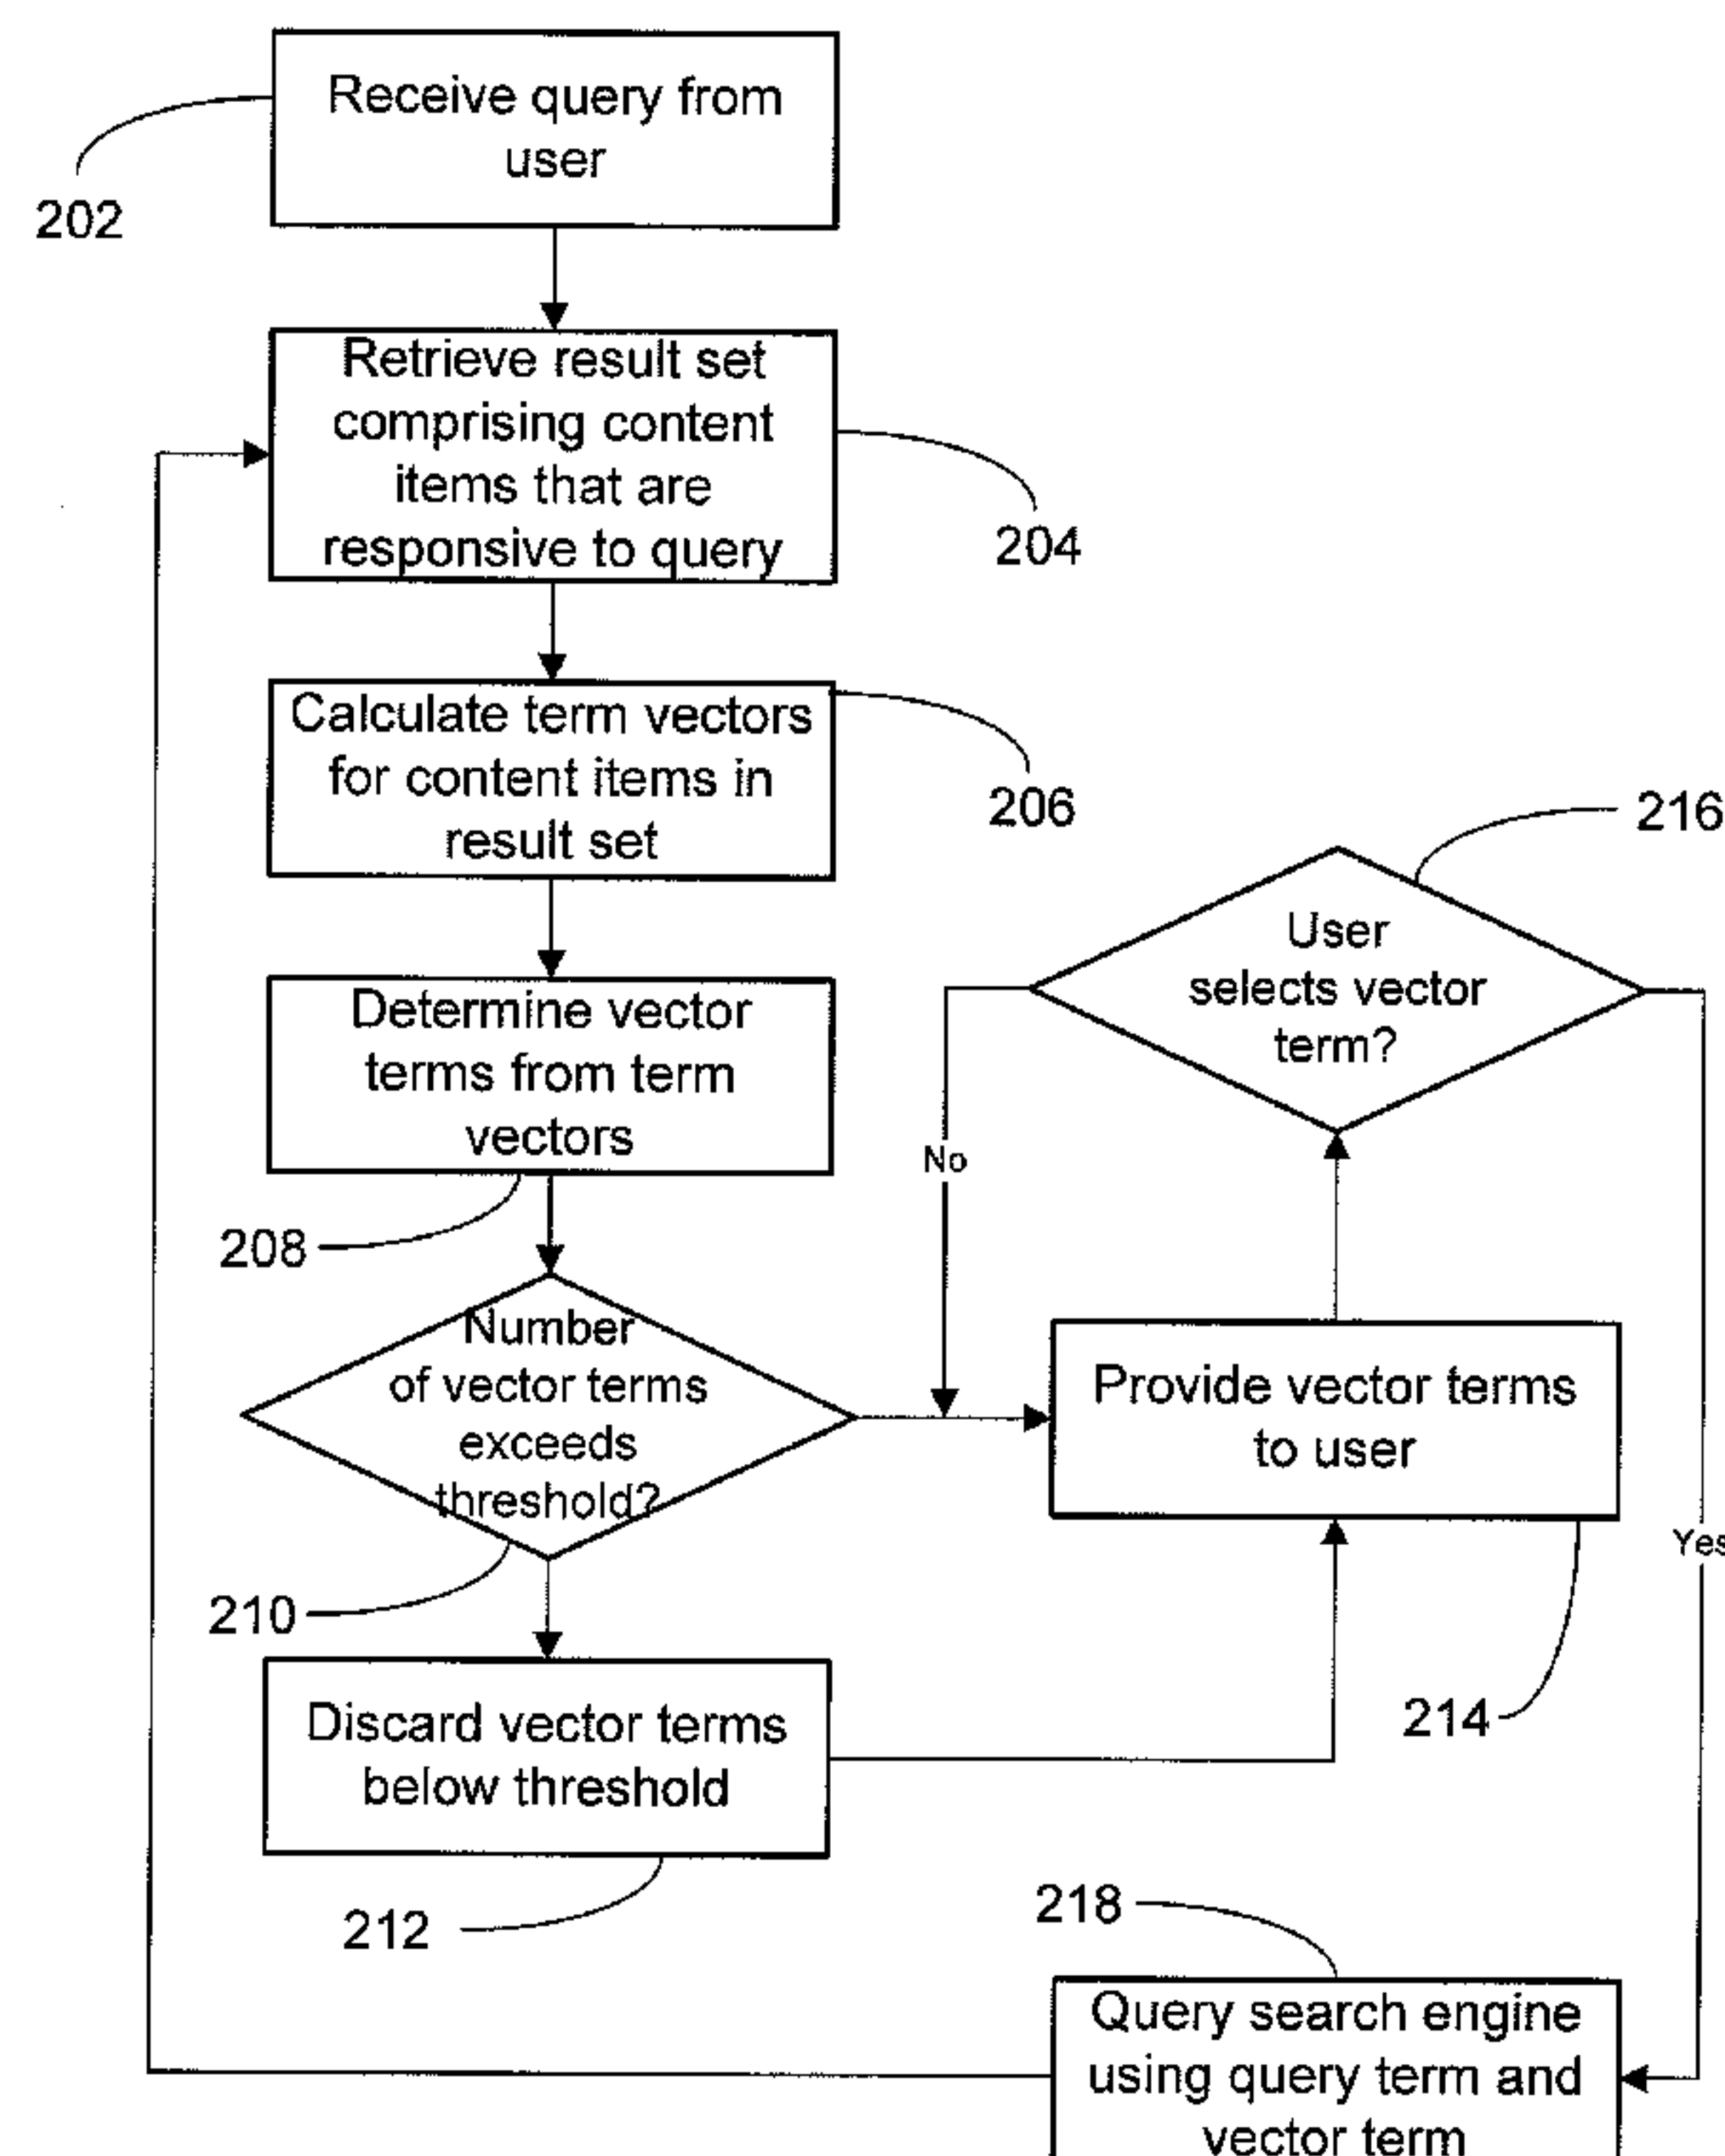 Receive query from
user
202
Retrieve result set
comprising content
items that are
responsive to query
204
Calculate term vectors
for content items in
result set
206
216
User
selects vector
term?
Determine vector
terms from term
vectors
No
208
Number
of vector terms
exceeds
threshold?
Provide vector terms
to user
Yes
210
Discard vector terms
below threshold
214
212
218
Query search engine
using query term and
vector term